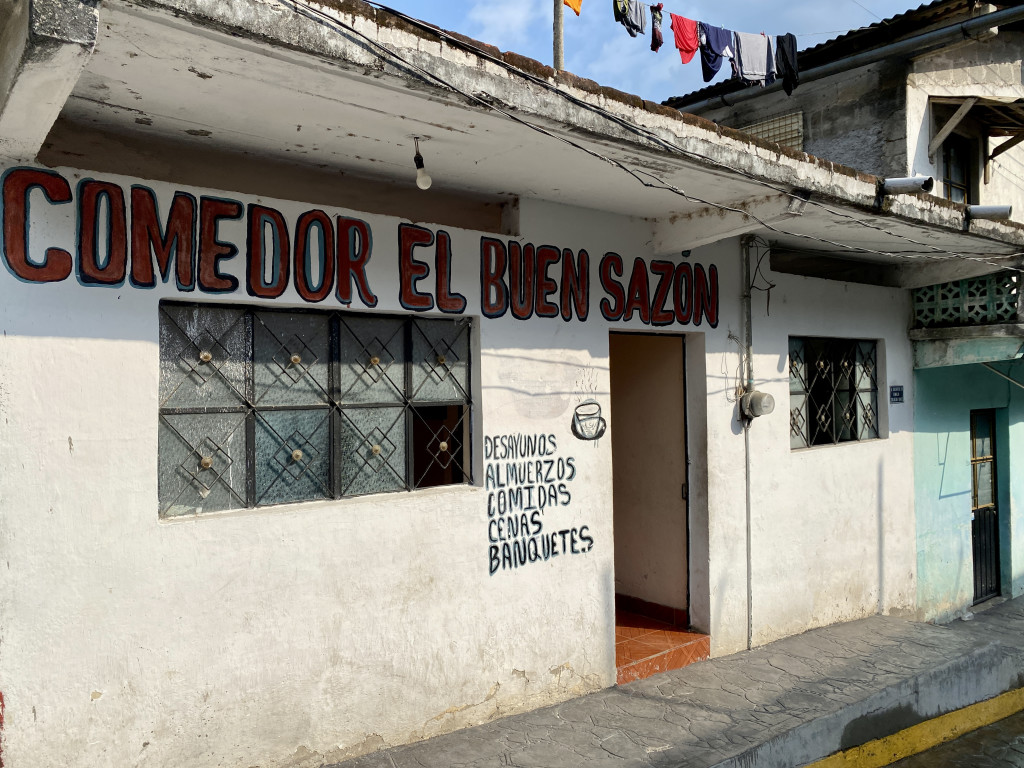 COMEDOR EL BUEN SAZON
DESAYUNOS
ALMUERZOS
COMIDAS
CENAS
BANQUETES